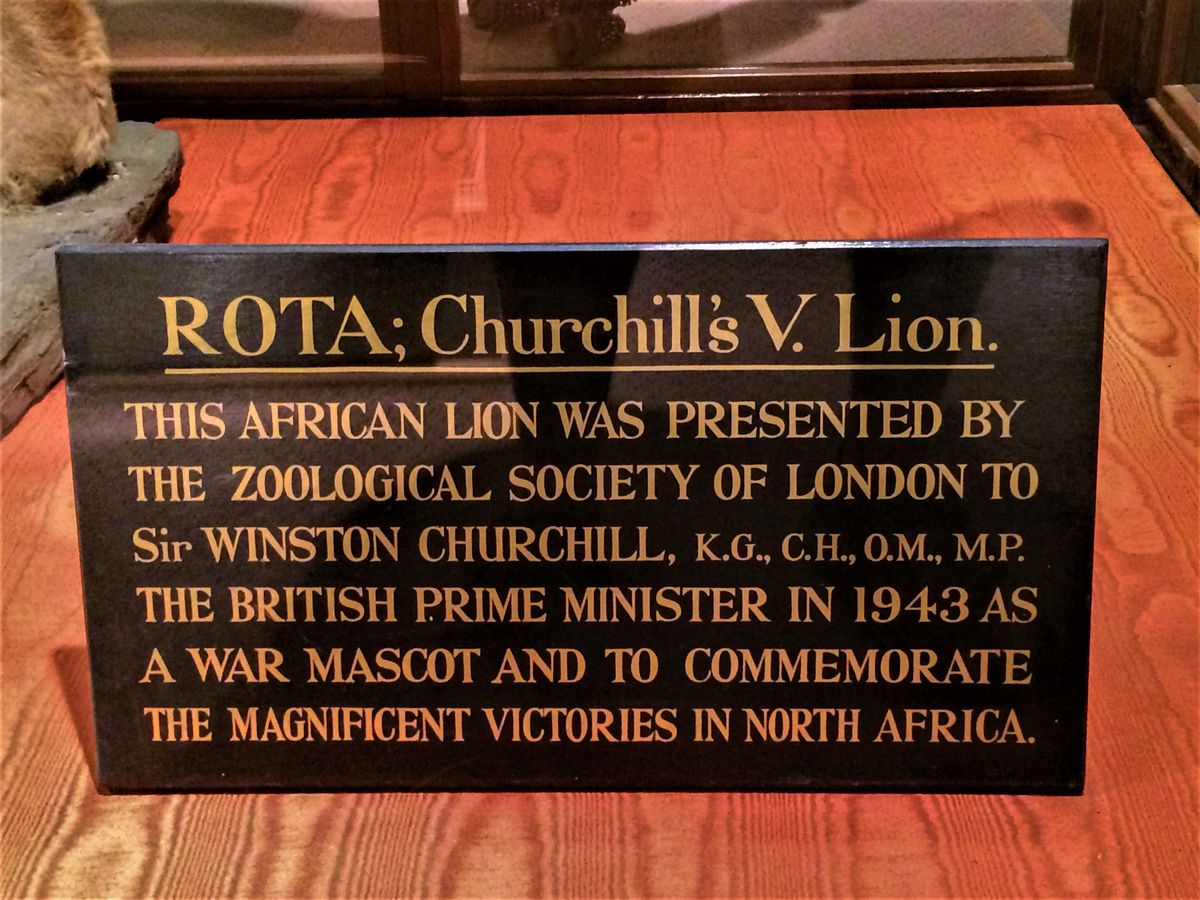 ROTA; Churchill's V. Lion.
THIS AFRICAN LION WAS PRESENTED BY
THE ZOOLOGICAL SOCIETY OF LONDON TO
Sir WINSTON CHURCHILL, K.G., C.H., O.M., M.P.
THE BRITISH PRIME MINISTER IN 1943 AS
A WAR MASCOT AND TO COMMEMORATE
THE MAGNIFICENT VICTORIES IN NORTH AFRICA.